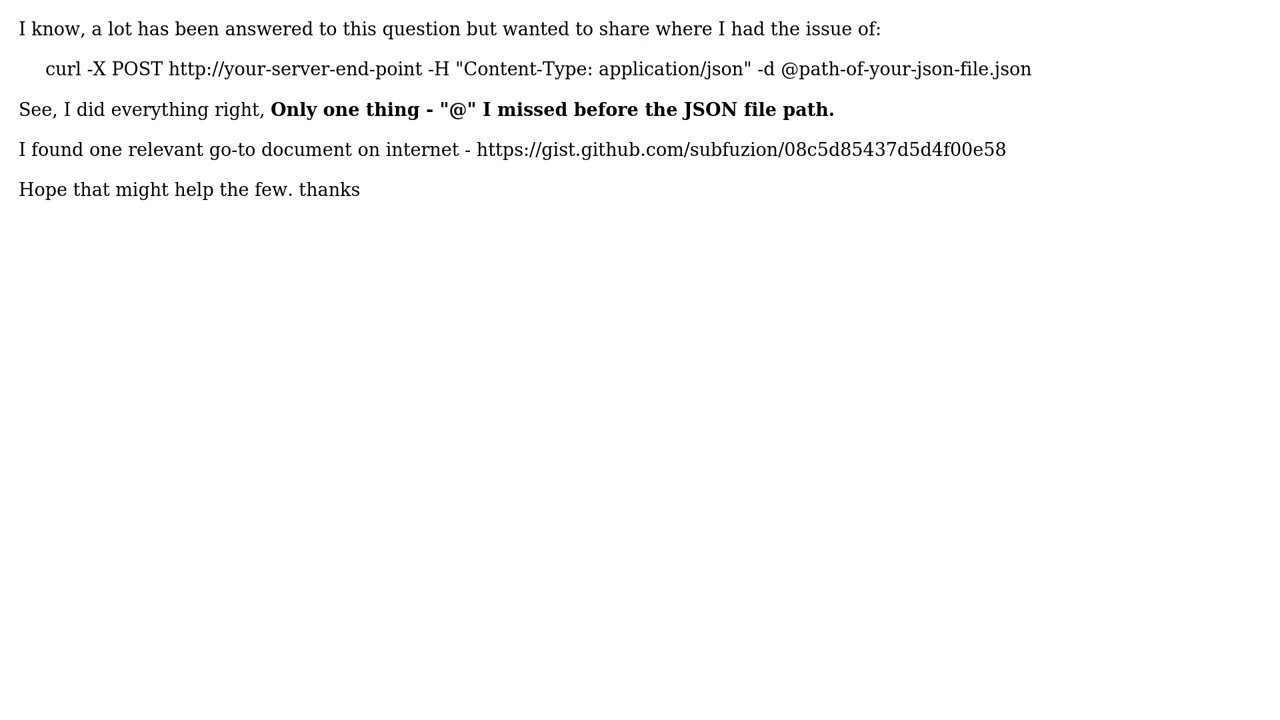 I know, a lot has been answered to this question but wanted to share where I had the issue of:
curl -X POST http://your-server-end-point -H "Content-Type: application/json" -d @path-of-your-json-file.json
See, I did everything right, Only one thing - "@" I missed before the JSON file path.
I found one relevant go-to document on internet - https://gist.github.com/subfuzion/08c5d85437d5d4f00e58
Hope that might help the few. thanks